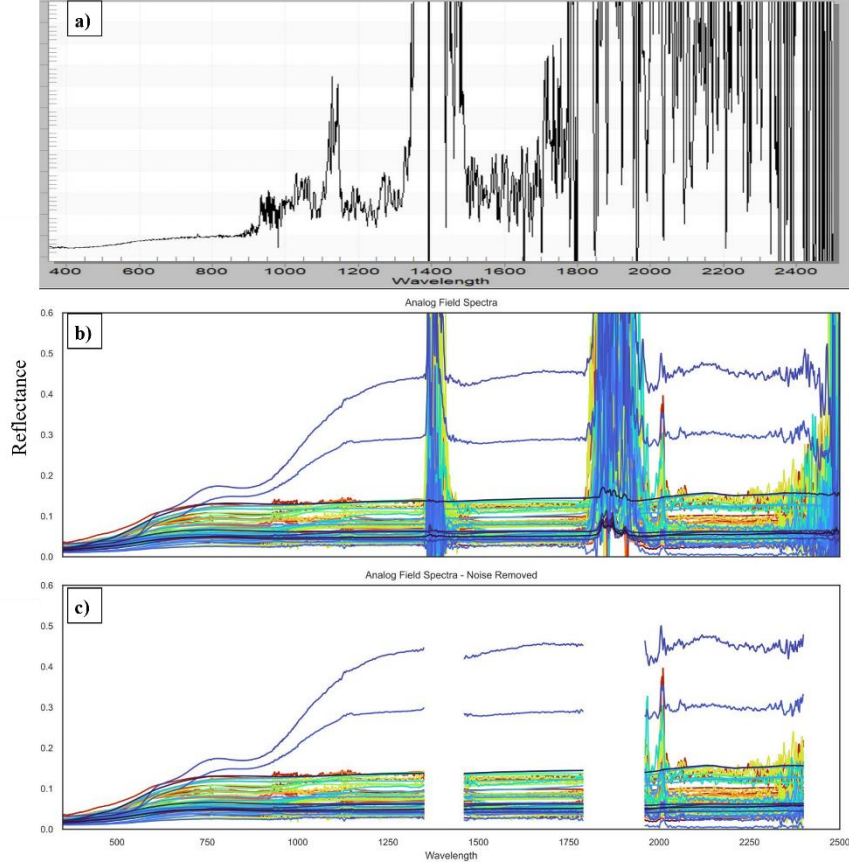 a)
400 600 800 1000 1200 1400 1600 1800 2000 2200 2400
Wavelength
Analog Field Spectra
b)
0.6
0.5
0.4
0.3
0.2
0.1
0.0
Reflectance
Analog Field Spectra - Noise Removed
c)
0.6
0.5
0.4
0.3
0.2
0.1
0.0
500 750 1000 1250 1500 1750 2000 2250 2500
Wavelength